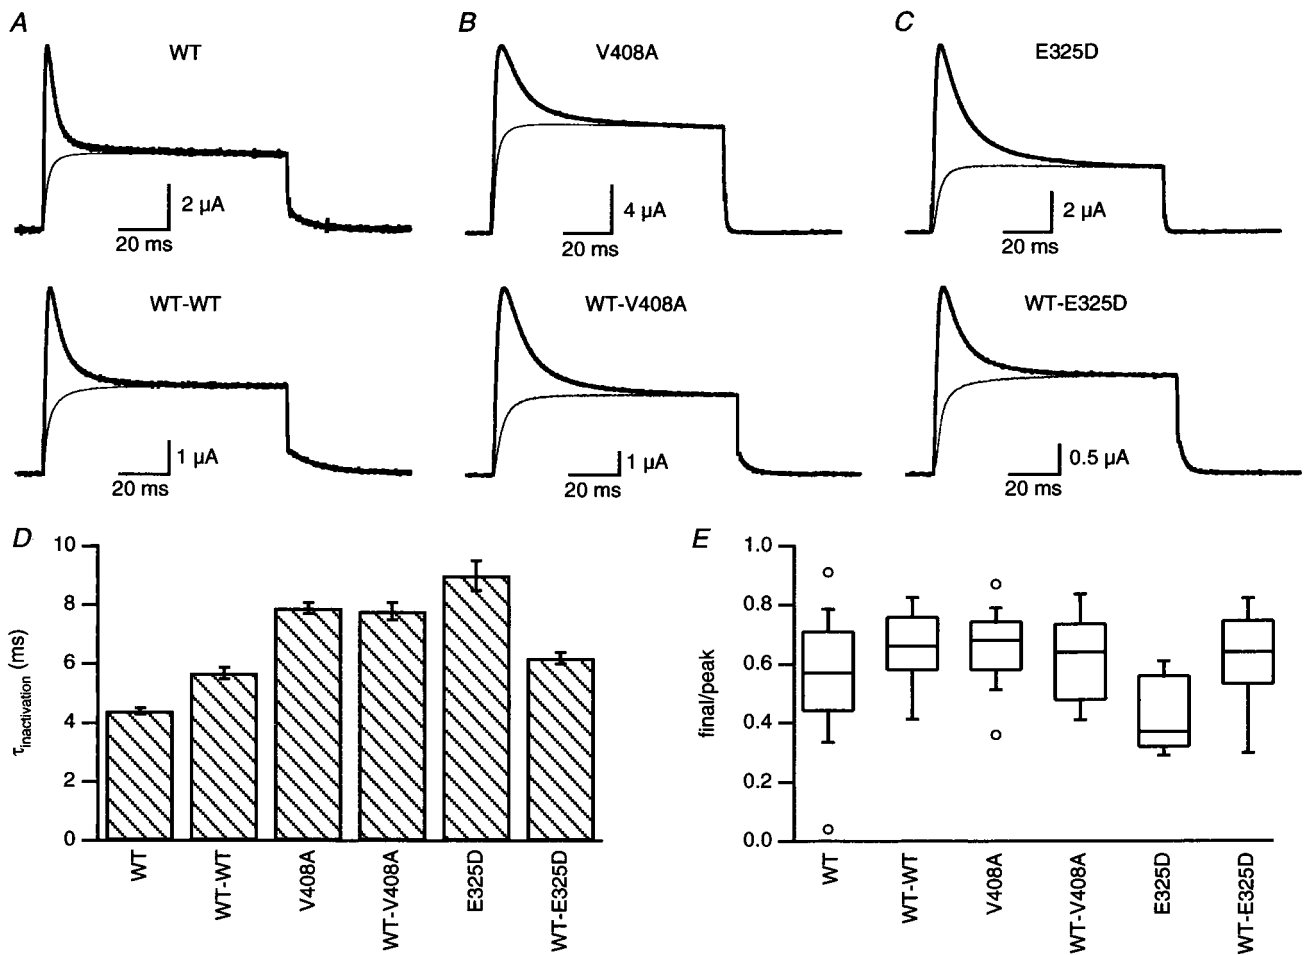 A
WT
2 µA
20 ms
B
V408A
4 µA
20 ms
C
E325D
2 µA
20 ms
WT-WT
1 µA
20 ms
WT-V408A
1 µA
20 ms
WT-E325D
0.5 µA
20 ms
D
τinactivation (ms)
10
8
6
4
2
0
WT
WT-WT
V408A
WT-V408A
E325D
WT-E325D
E
final/peak
1.0
0.8
0.6
0.4
0.2
0.0
WT
WT-WT
V408A
WT-V408A
E325D
WT-E325D